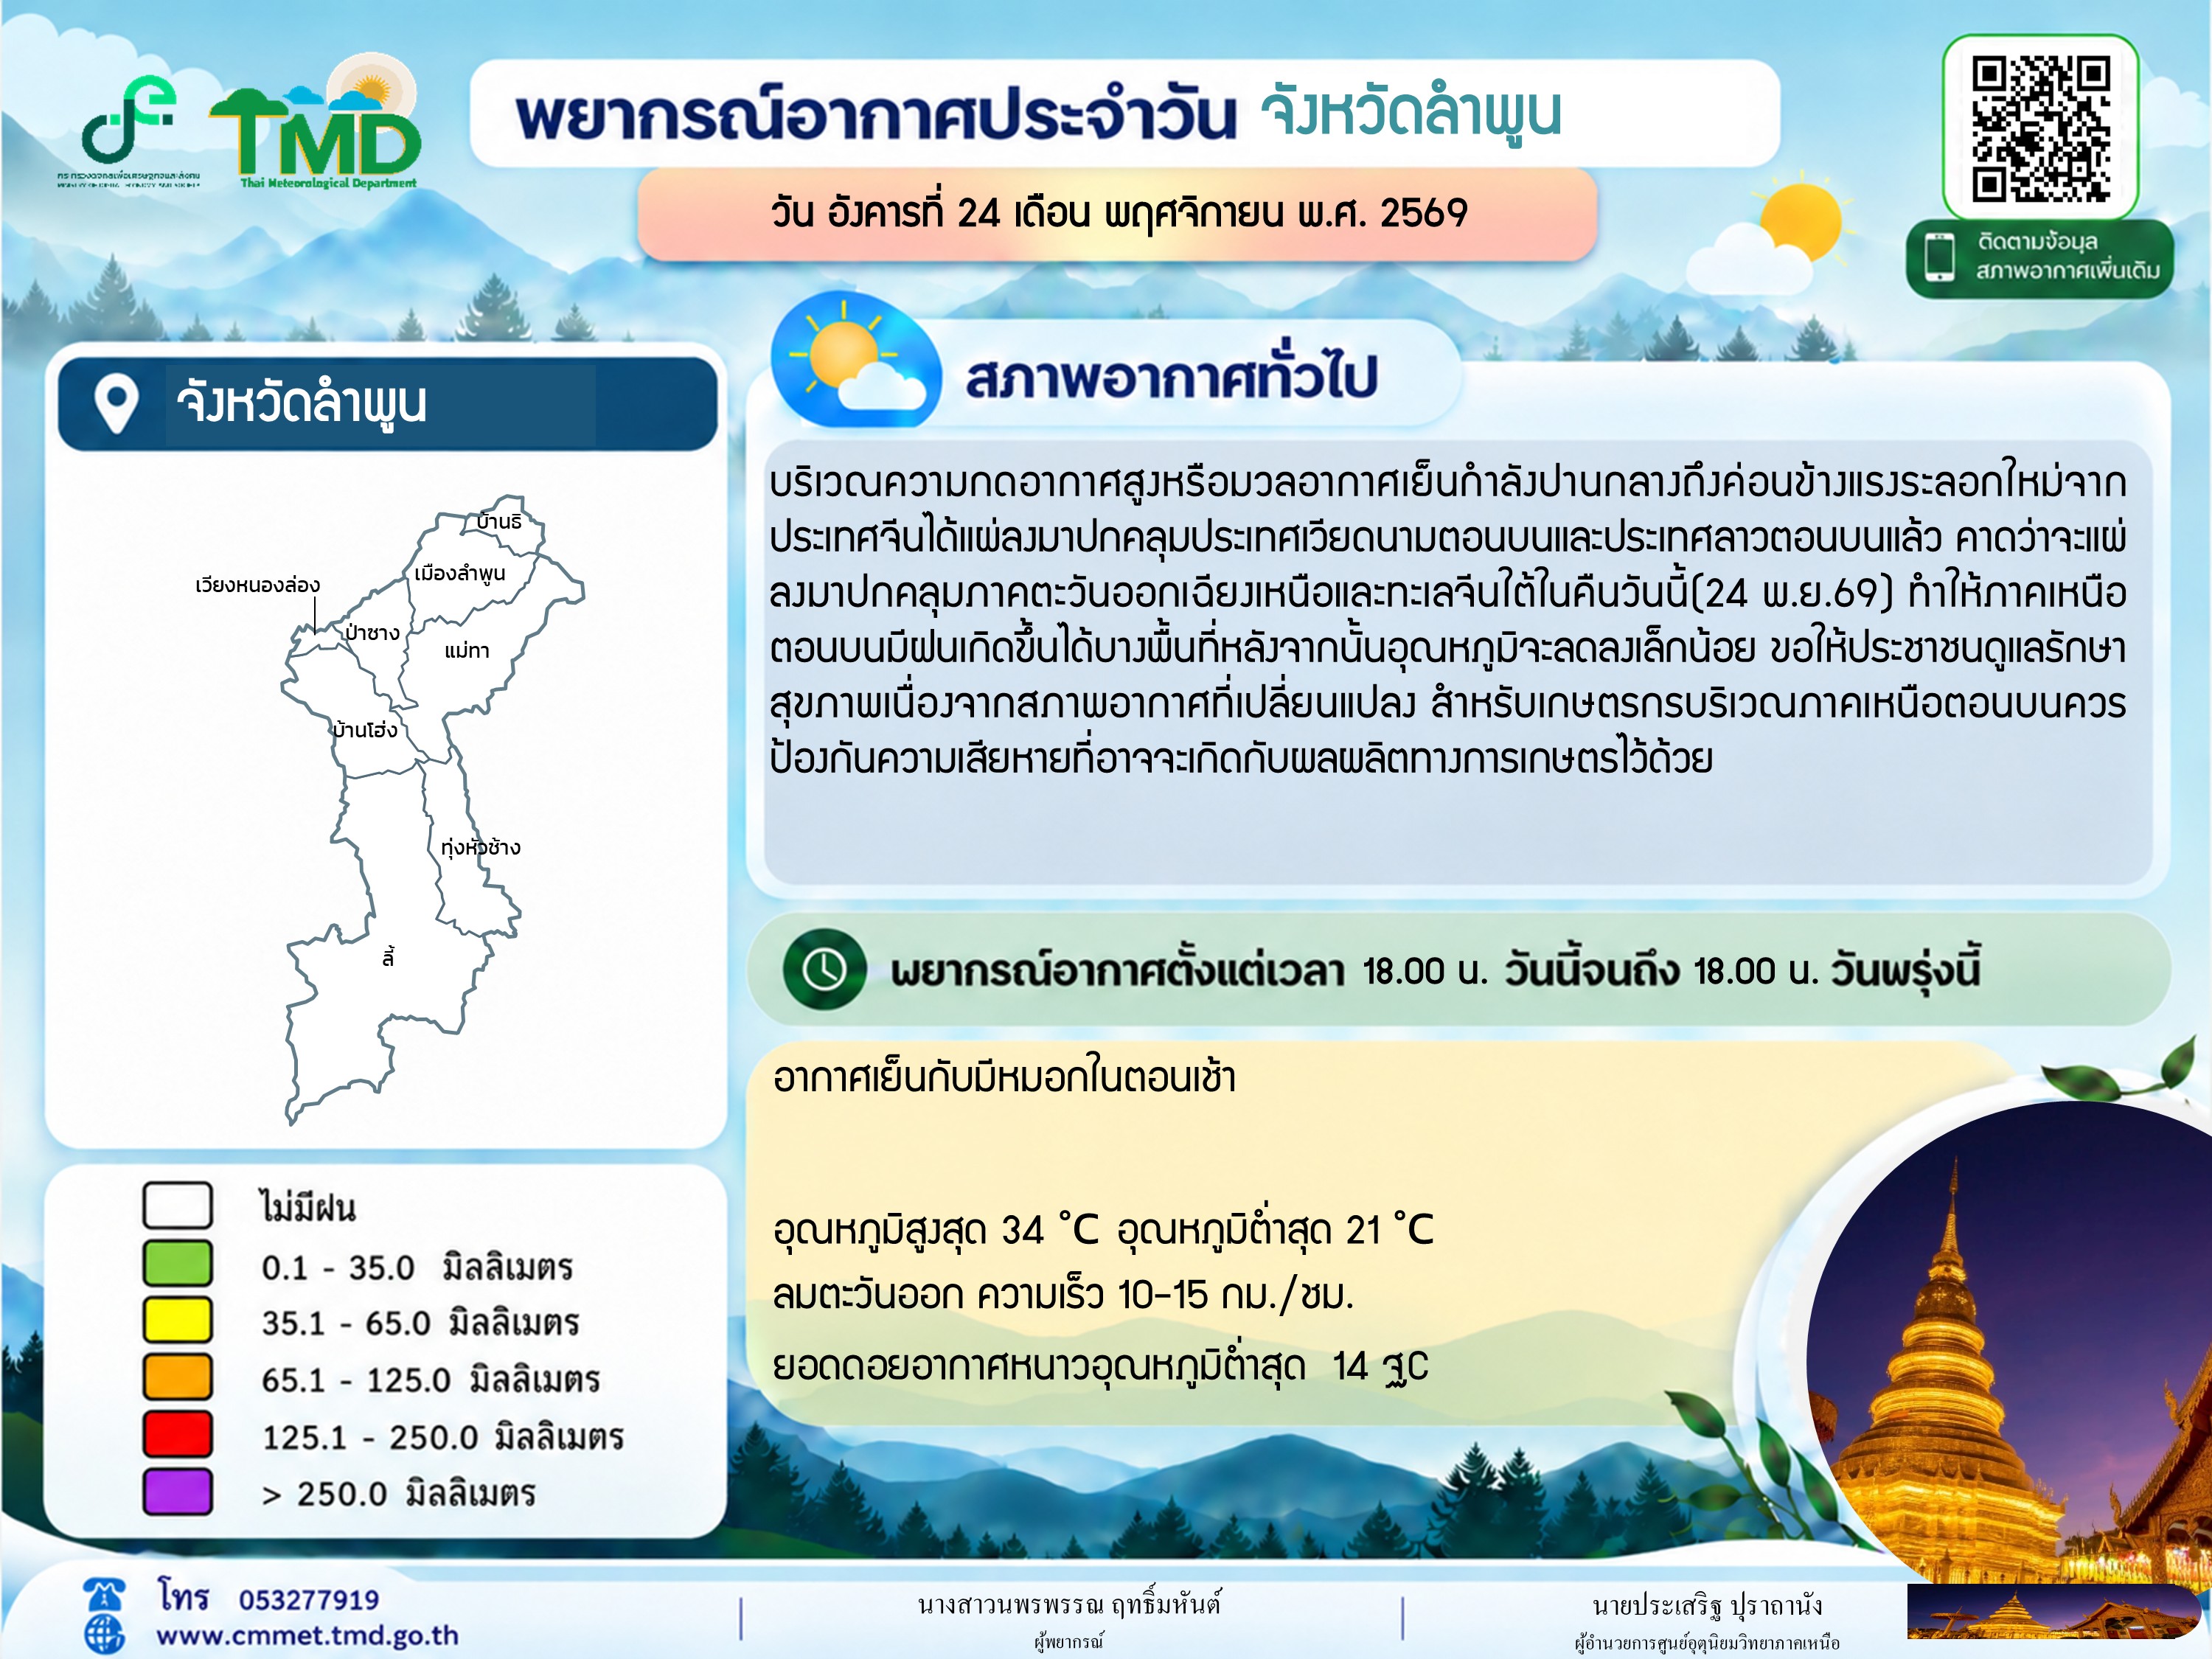 พยากรณ์อากาศประจำวัน จังหวัดลำพูน
TMD
Thai Meteorological Department
วัน อังคารที่ 24 เดือน พฤศจิกายน พ.ศ. 2569
ติดตามข้อมูล
สภาพอากาศเพิ่มเติม
จังหวัดลำพูน
บ้านธิ
เมืองลำพูน
เวียงหนองล่อง
ป่าซาง
แม่ทา
บ้านโฮ่ง
ทุ่งหัวช้าง
ลี้
ไม่มีฝน
0.1 - 35.0 มิลลิเมตร
35.1 - 65.0 มิลลิเมตร
65.1 - 125.0 มิลลิเมตร
125.1 - 250.0 มิลลิเมตร
> 250.0 มิลลิเมตร
สภาพอากาศทั่วไป
บริเวณความกดอากาศสูงหรือมวลอากาศเย็นกำลังปานกลางถึงค่อนข้างแรงระลอกใหม่จาก
ประเทศจีนได้แผ่ลงมาปกคลุมประเทศเวียดนามตอนบนและประเทศลาวตอนบนแล้ว คาดว่าจะแผ่
ลงมาปกคลุมภาคตะวันออกเฉียงเหนือและทะเลจีนใต้ในคืนวันนี้(24 พ.ย.69) ทำให้ภาคเหนือ
ตอนบนมีฝนเกิดขึ้นได้บางพื้นที่หลังจากนั้นอุณหภูมิจะลดลงเล็กน้อย ขอให้ประชาชนดูแลรักษา
สุขภาพเนื่องจากสภาพอากาศที่เปลี่ยนแปลง สำหรับเกษตรกรบริเวณภาคเหนือตอนบนควร
ป้องกันความเสียหายที่อาจจะเกิดกับผลผลิตทางการเกษตรไว้ด้วย
พยากรณ์อากาศตั้งแต่เวลา 18.00 น. วันนี้จนถึง 18.00 น. วันพรุ่งนี้
อากาศเย็นกับมีหมอกในตอนเช้า
อุณหภูมิสูงสุด 34 °C อุณหภูมิต่ำสุด 21 °C
ลมตะวันออก ความเร็ว 10-15 กม./ชม.
ยอดดอยอากาศหนาวอุณหภูมิต่ำสุด 14 ฐC
โทร 053277919
www.cmmet.tmd.go.th
นางสาวนพรพรรณ ฤทธิ์มหันต์
ผู้พยากรณ์
นายประเสริฐ ปุราถานัง
ผู้อำนวยการศูนย์อุตุนิยมวิทยาภาคเหนือ